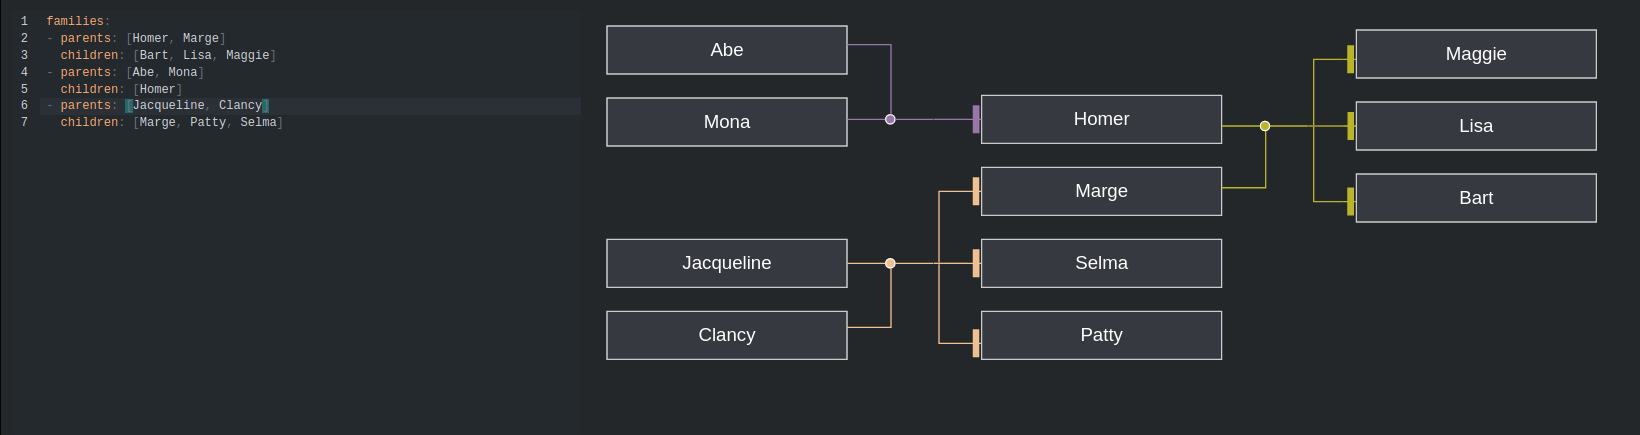 1 families:
2 - parents: [Homer, Marge]
3   children: [Bart, Lisa, Maggie]
4 - parents: [Abe, Mona]
5   children: [Homer]
6 - parents: [Jacqueline, Clancy]
7   children: [Marge, Patty, Selma]
Abe
Mona
Jacqueline
Clancy
Homer
Marge
Selma
Patty
Maggie
Lisa
Bart